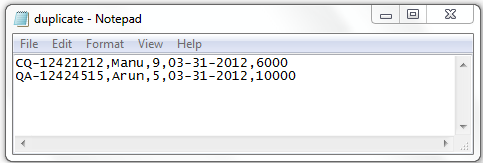 duplicate - Notepad
File Edit Format View Help
CQ-12421212,Manu,9,03-31-2012,6000
QA-12424515,Arun,5,03-31-2012,10000